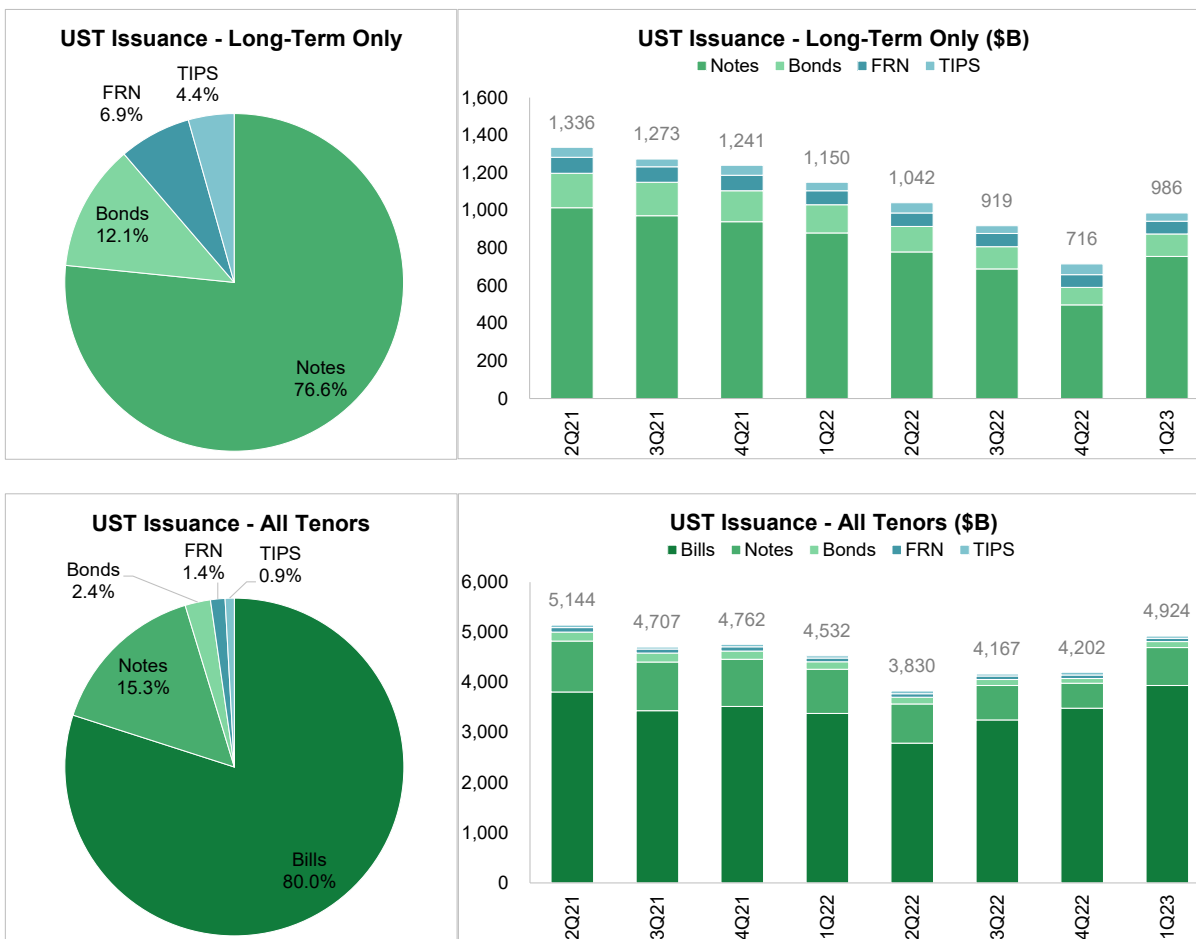 UST Issuance - Long-Term Only
TIPS
4.4%
FRN
6.9%
Bonds
12.1%
Notes
76.6%
UST Issuance - Long-Term Only ($B)
Notes Bonds FRN TIPS
1,600
1,400
1,200
1,000
800
600
400
200
0
1,336
1,273
1,241
1,150
1,042
919
716
986
2Q21
3Q21
4Q21
1Q22
2Q22
3Q22
4Q22
1Q23
UST Issuance - All Tenors
FRN
1.4%
TIPS
0.9%
Bonds
2.4%
Notes
15.3%
Bills
80.0%
UST Issuance - All Tenors ($B)
Bills Notes Bonds FRN TIPS
6,000
5,000
4,000
3,000
2,000
1,000
0
5,144
4,707
4,762
4,532
3,830
4,167
4,202
4,924
2Q21
3Q21
4Q21
1Q22
2Q22
3Q22
4Q22
1Q23